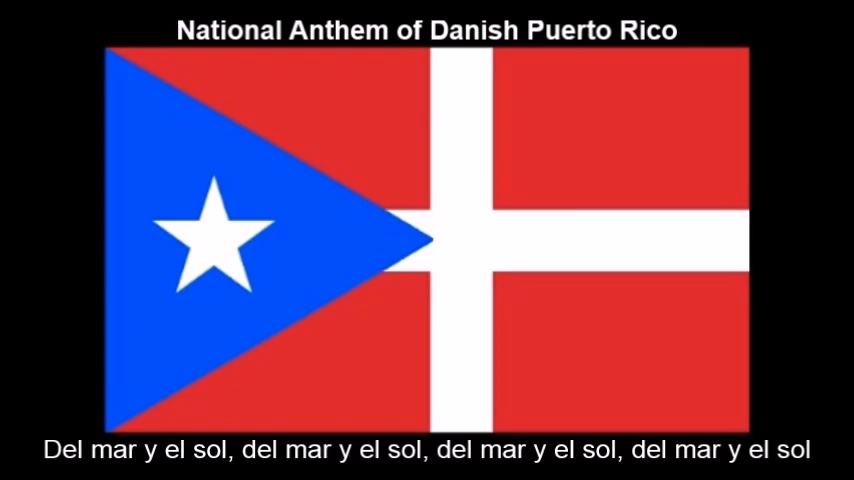 National Anthem of Danish Puerto Rico
Del mar y el sol, del mar y el sol, del mar y el sol, del mar y el sol